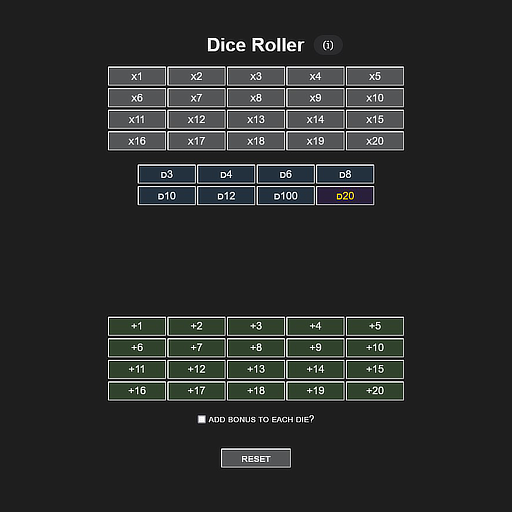 Dice Roller (i)
x1 x2 x3 x4 x5
x6 x7 x8 x9 x10
x11 x12 x13 x14 x15
x16 x17 x18 x19 x20
D3 D4 D6 D8
D10 D12 D100 D20
+1 +2 +3 +4 +5
+6 +7 +8 +9 +10
+11 +12 +13 +14 +15
+16 +17 +18 +19 +20
ADD BONUS TO EACH DIE?
RESET